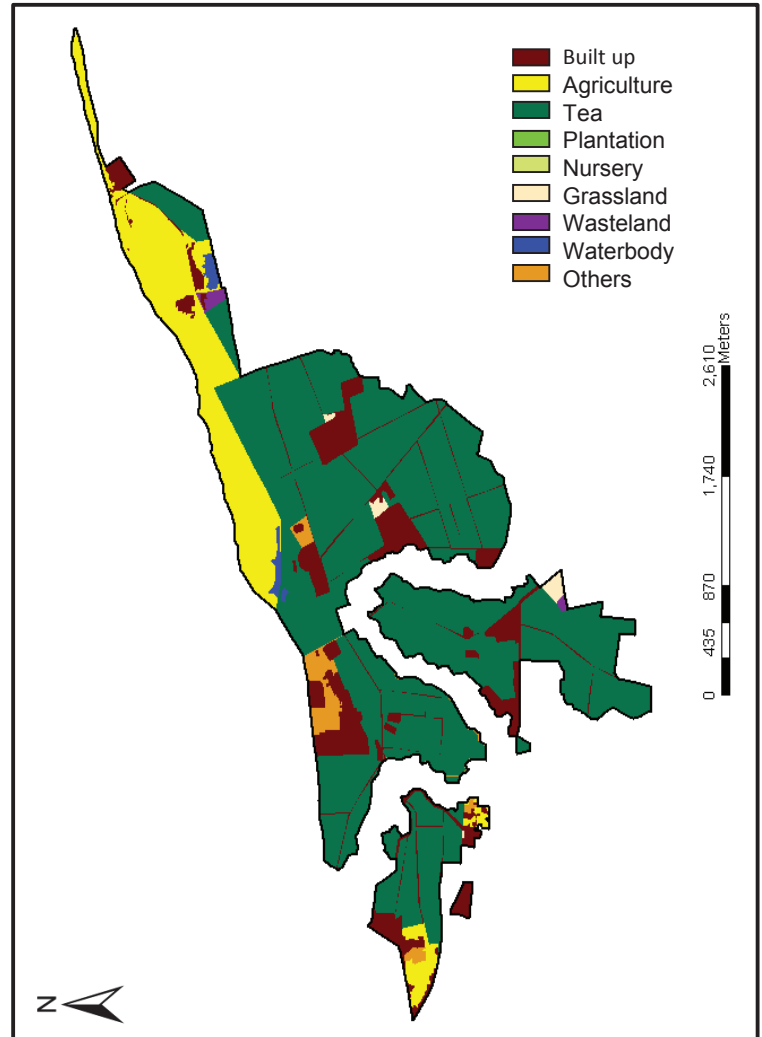 Built up
Agriculture
Tea
Plantation
Nursery
Grassland
Wasteland
Waterbody
Others
0 435 870 1,740 2,610
Meters
N